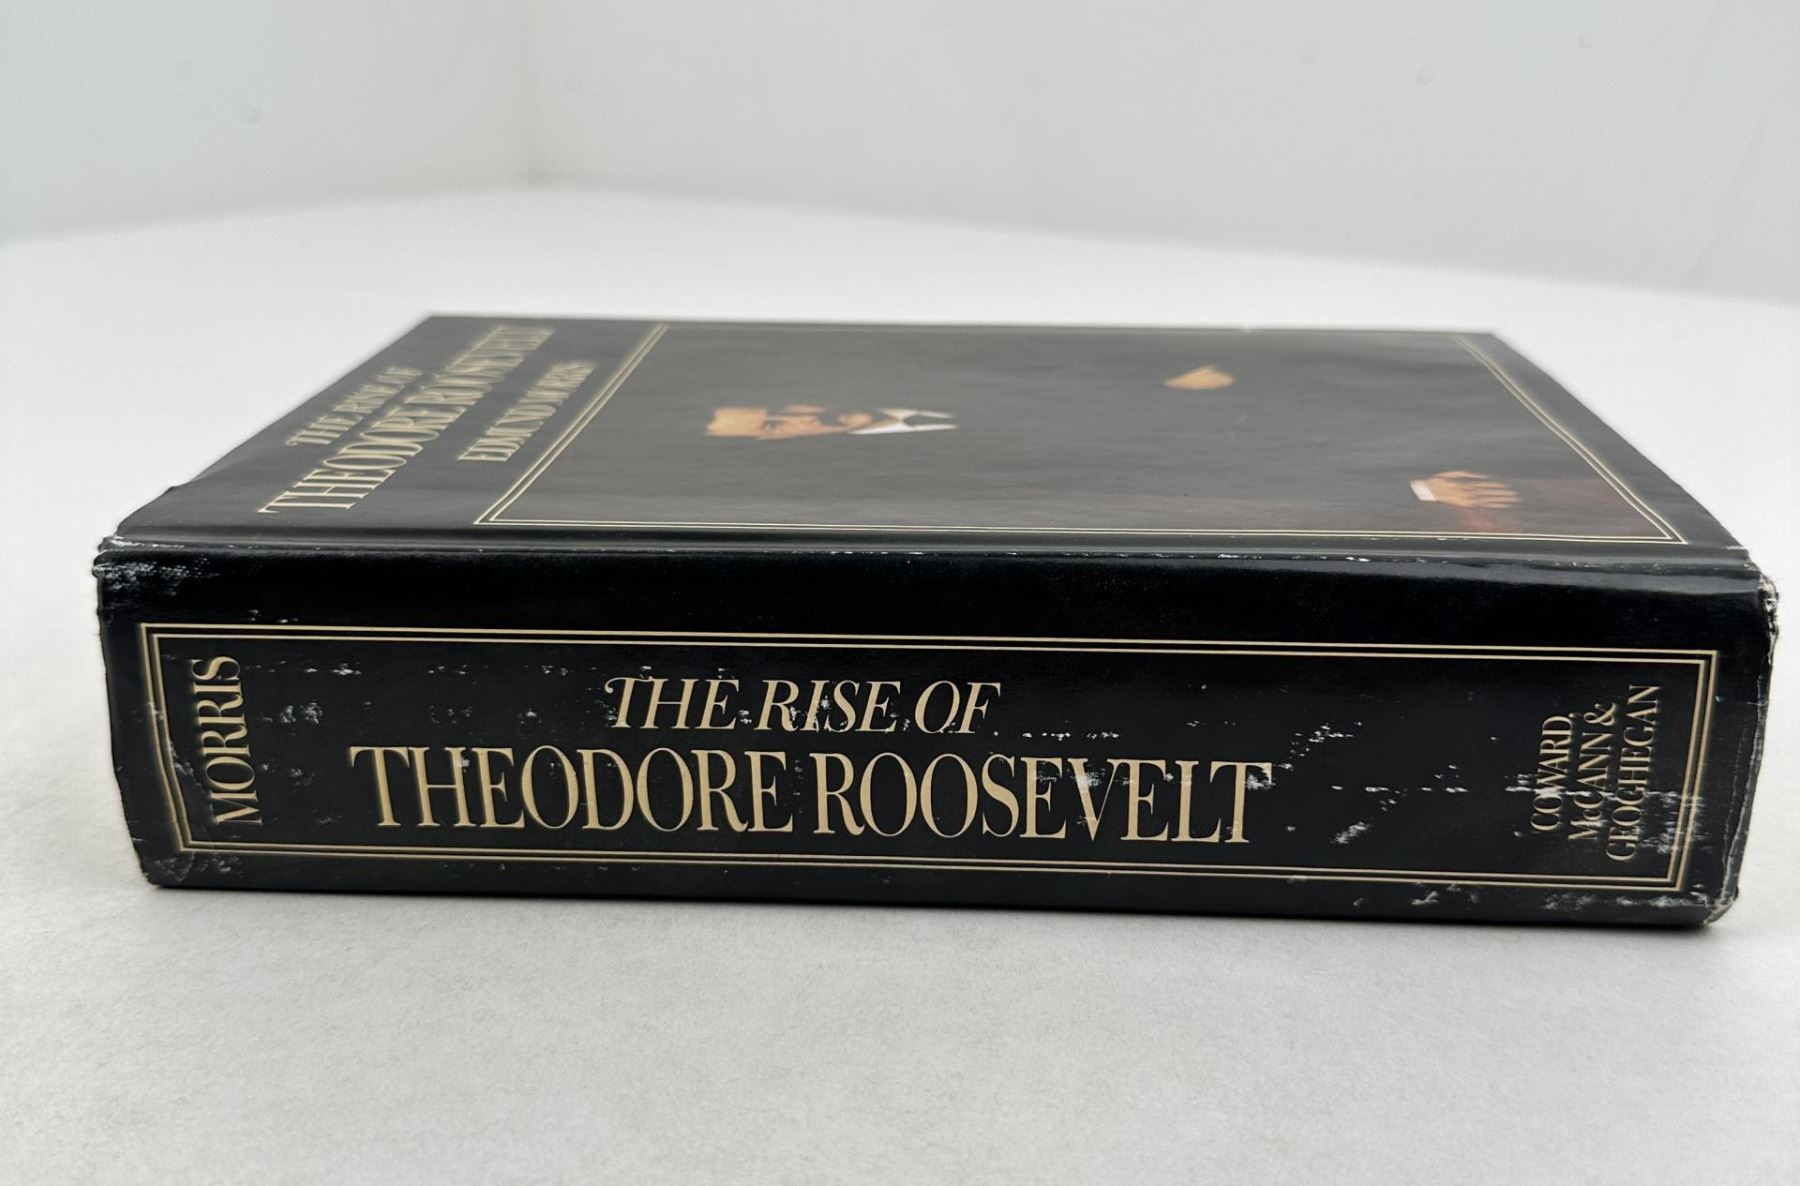 THE RISE OF
THEODORE ROOSEVELT
EDMUND MORRIS
MORRIS
THE RISE OF
THEODORE ROOSEVELT
COWARD,
McCANN &
GEOGHEGAN